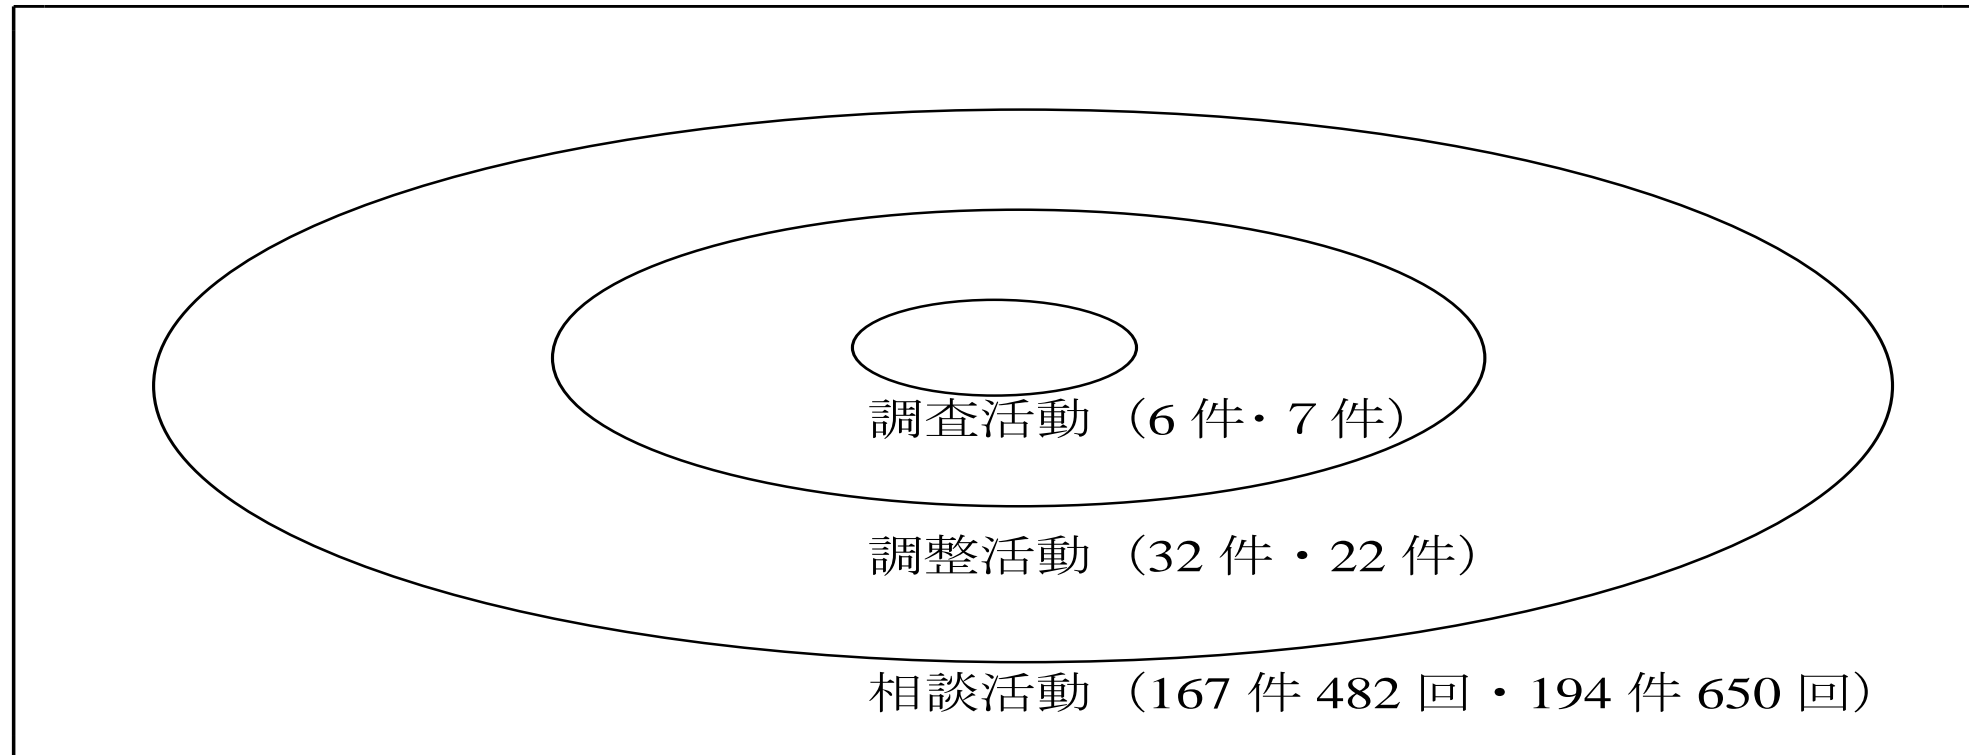 調査活動（6 件・7 件）
調整活動（32 件・22 件）
相談活動（167 件 482 回・194 件 650 回）